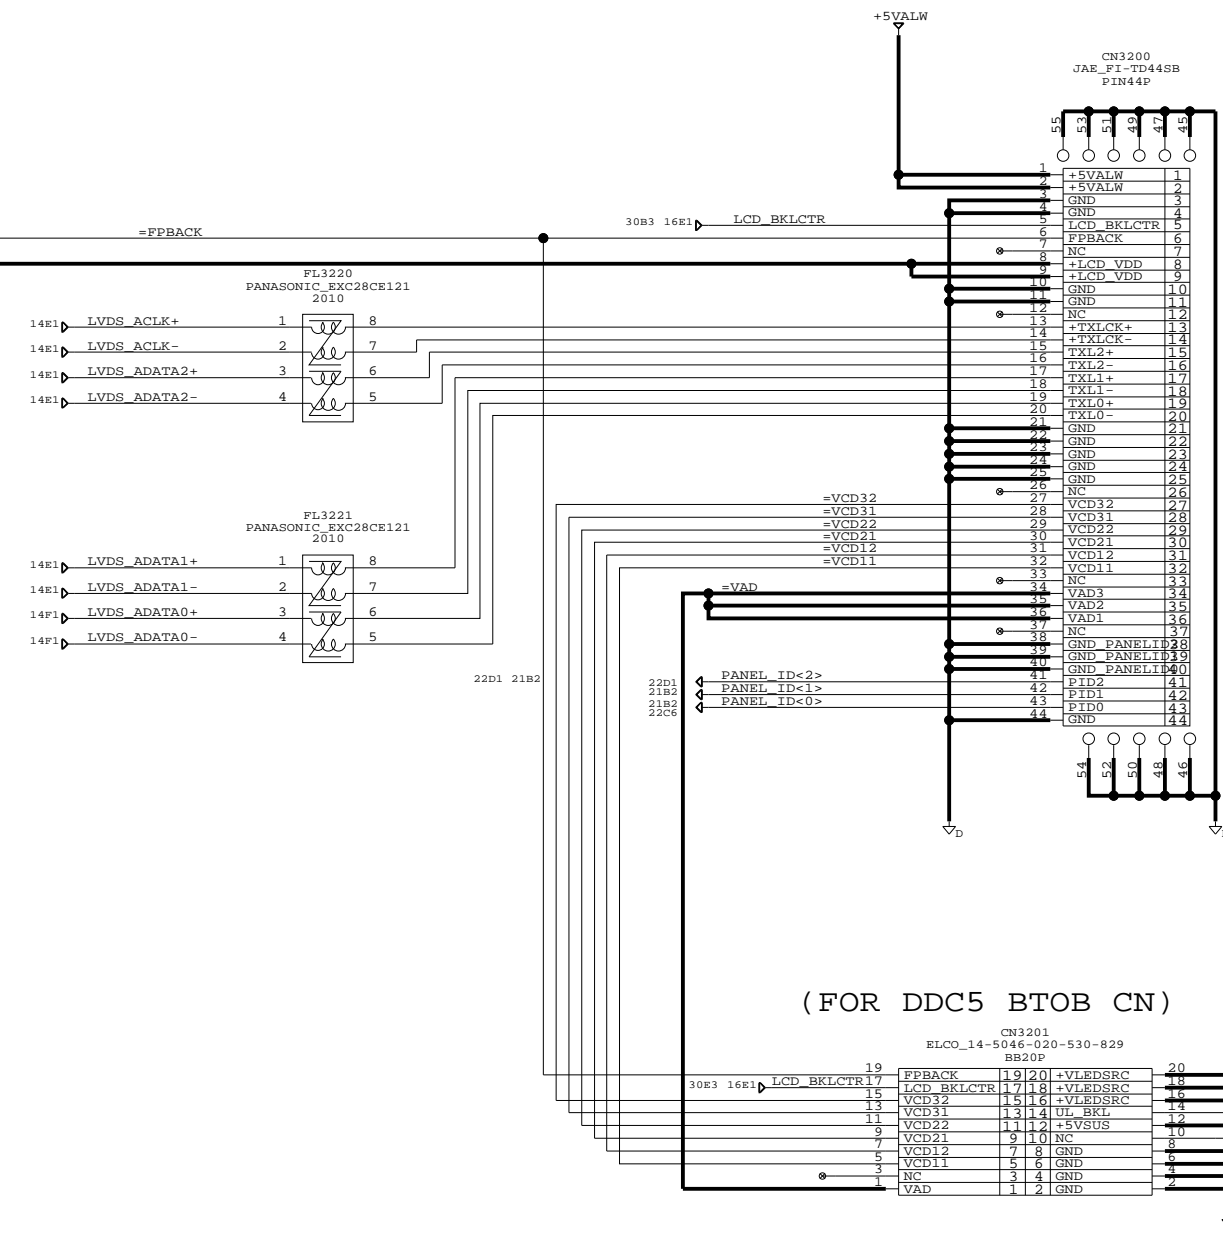 +5VALW
CN3200
JAE_FI-TD44SB
PIN44P
55 53 51 49 47 45
1 +5VALW 1
2 +5VALW 2
3 GND 3
4 GND 4
30B3 16E1 LCD_BKLCTR 5 LCD_BKLCTR 5
=FPBACK 6 FPBACK 6
7 NC 7
8 +LCD_VDD 8
9 +LCD_VDD 9
10 GND 10
11 GND 11
12 NC 12
13 +TXLCK+ 13
14 +TXLCK- 14
15 TXL2+ 15
16 TXL2- 16
17 TXL1+ 17
18 TXL1- 18
19 TXL0+ 19
20 TXL0- 20
21 GND 21
22 GND 22
23 GND 23
24 GND 24
25 GND 25
26 NC 26
=VCD32 27 VCD32 27
=VCD31 28 VCD31 28
=VCD22 29 VCD22 29
=VCD21 30 VCD21 30
=VCD12 31 VCD12 31
=VCD11 32 VCD11 32
33 NC 33
=VAD 34 VAD3 34
35 VAD2 35
36 VAD1 36
37 NC 37
38 GND_PANELID 38
39 GND_PANELID 39
40 GND_PANELID 40
22D1 21B2 PANEL_ID<2> 41 PID2 41
22D1
21B2 PANEL_ID<1> 42 PID1 42
21B2 PANEL_ID<0> 43 PID0 43
22C6
44 GND 44
54 52 50 48 46
D
FL3220
PANASONIC_EXC28CE121
2010
14E1 LVDS_ACLK+ 1 8
14E1 LVDS_ACLK- 2 7
14E1 LVDS_ADATA2+ 3 6
14E1 LVDS_ADATA2- 4 5
FL3221
PANASONIC_EXC28CE121
2010
14E1 LVDS_ADATA1+ 1 8
14E1 LVDS_ADATA1- 2 7
14F1 LVDS_ADATA0+ 3 6
14F1 LVDS_ADATA0- 4 5
(FOR DDC5 BTOB CN)
CN3201
ELCO_14-5046-020-530-829
BB20P
19 FPBACK 19 20 +VLEDSRC 20
30E3 16E1 LCD_BKLCTR 17 LCD_BKLCTR 17 18 +VLEDSRC 18
15 VCD32 15 16 +VLEDSRC 16
13 VCD31 13 14 UL_BKL 14
11 VCD22 11 12 +5VSUS 12
9 VCD21 9 10 NC 10
7 VCD12 7 8 GND 8
5 VCD11 5 6 GND 6
3 NC 3 4 GND 4
1 VAD 1 2 GND 2